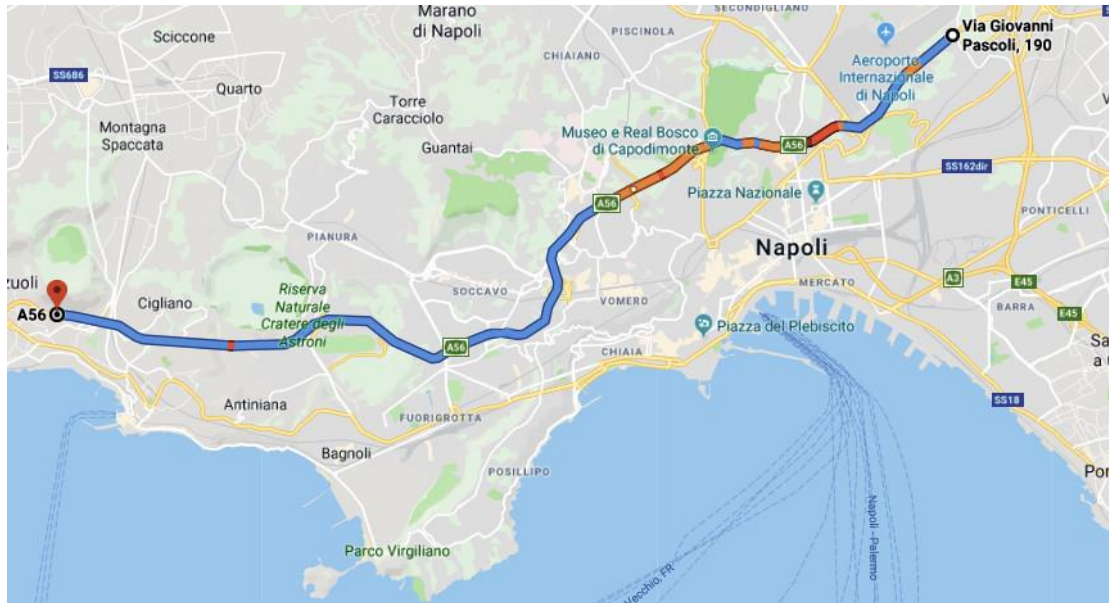 Marano
di Napoli
SECONDIGLIANO
Via Giovanni
Pascoli, 190
Sciccone
PISCINOLA
CHIAIANO
Aeroporto
Internazionale
di Napoli
SS686
Quarto
Torre
Caracciolo
Montagna
Spaccata
Guantai
Museo e Real Bosco
di Capodimonte
A56
SS162dir
Piazza Nazionale
A56
PONTICELLI
PIANURA
Napoli
zuoli
Cigliano
Riserva
Naturale
Cratere degli
Astroni
SOCCAVO
VOMERO
MERCATO
A3
E45
BARRA
E45
A56
Piazza del Plebiscito
A56
CHIAIA
Sa
a
Antiniana
SS18
FUORIGROTTA
Bagnoli
POSILLIPO
Por
Parco Virgiliano
Napoli - Palermo
Vecchio, FR